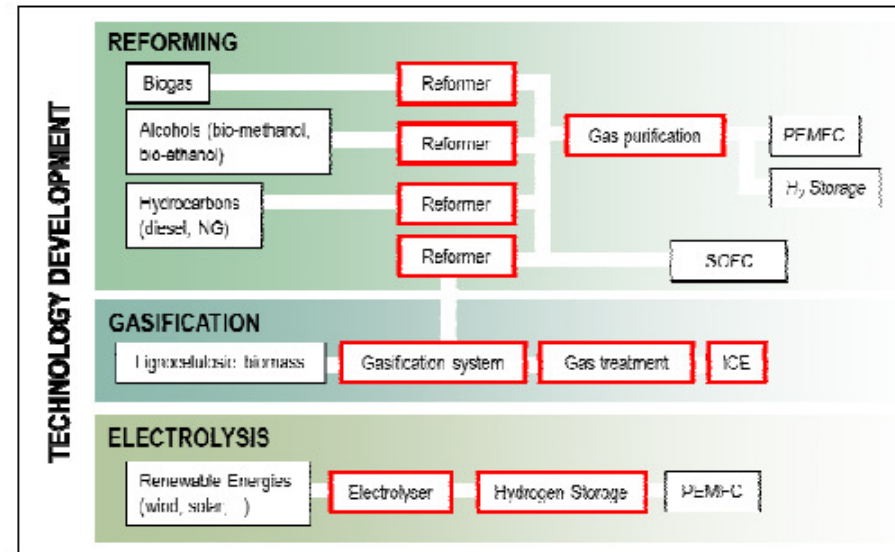 TECHNOLOGY DEVELOPMENT
REFORMING
Biogas
Reformer
Alcohols (bio-methanol,
bio-ethanol)
Reformer
Gas purification
PEMFC
H₂ Storage
Hydrocarbons
(diesel, NG)
Reformer
Reformer
SOFC
GASIFICATION
Lignocelulosic biomass
Gasification system
Gas treatment
ICE
ELECTROLYSIS
Renewable Energies
(wind, solar, )
Electrolyser
Hydrogen Storage
PEMFC